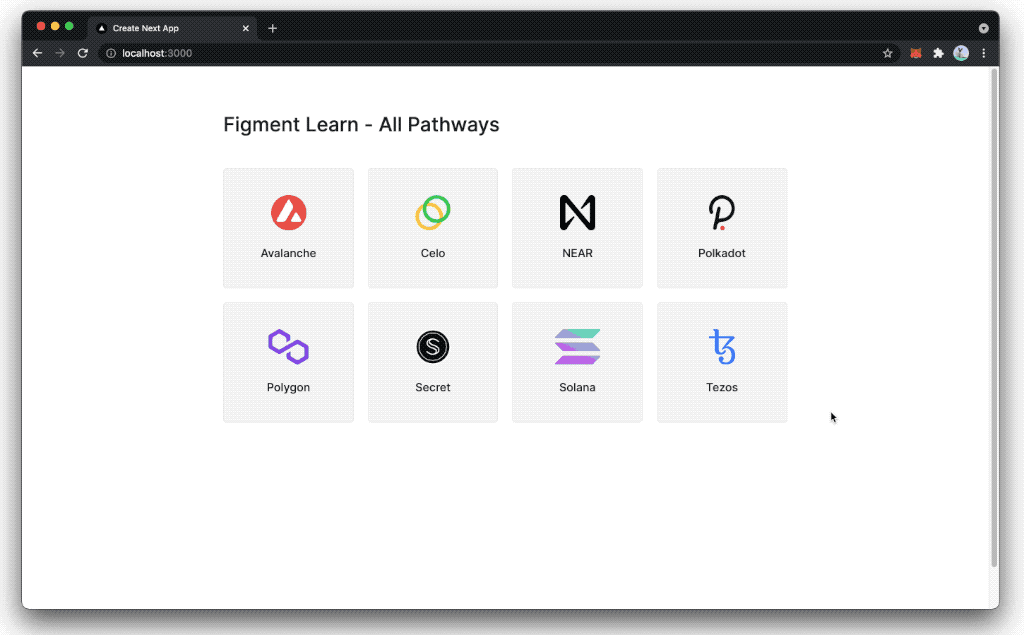 Create Next App
localhost:3000
Figment Learn - All Pathways
Avalanche
Celo
NEAR
Polkadot
Polygon
Secret
Solana
Tezos